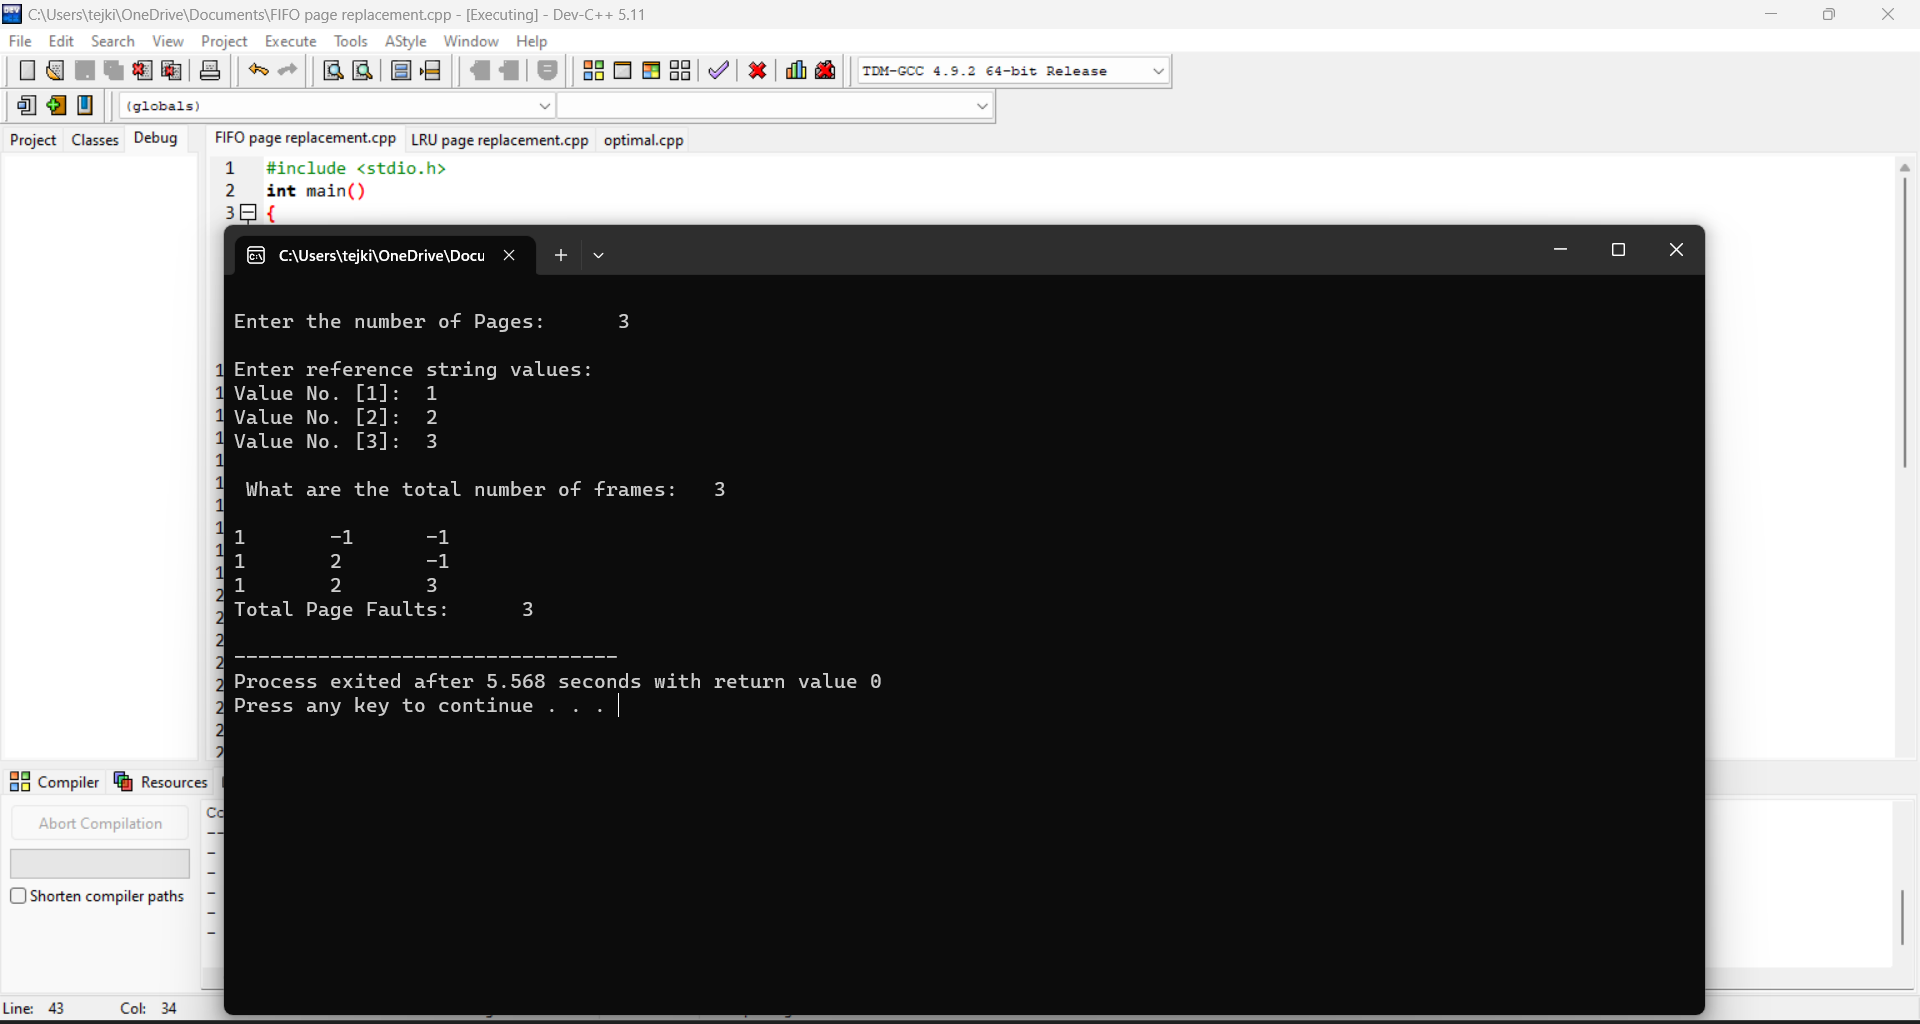 C:\Users\tejki\OneDrive\Documents\FIFO page replacement.cpp - [Executing] - Dev-C++ 5.11
File Edit Search View Project Execute Tools AStyle Window Help
TDM-GCC 4.9.2 64-bit Release
(globals)
Project Classes Debug FIFO page replacement.cpp LRU page replacement.cpp optimal.cpp
1 #include <stdio.h>
2 int main()
3 {
C:\Users\tejki\OneDrive\Docu
Enter the number of Pages: 3
Enter reference string values:
Value No. [1]: 1
Value No. [2]: 2
Value No. [3]: 3
What are the total number of frames: 3
1 -1 -1
1 2 -1
1 2 3
Total Page Faults: 3
--------------------------------
Process exited after 5.568 seconds with return value 0
Press any key to continue . . .
Compiler Resources
Abort Compilation
Shorten compiler paths
Line: 43 Col: 34